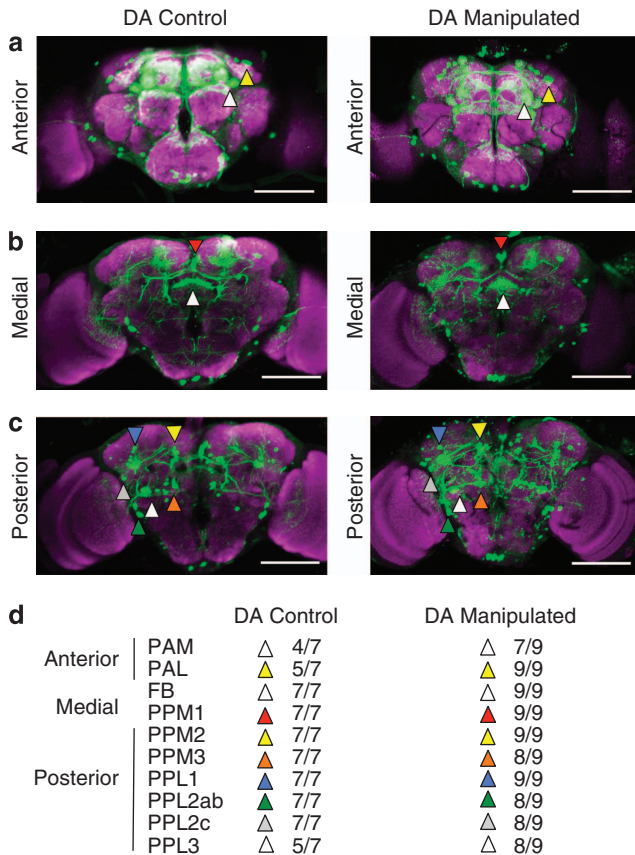 DA Control DA Manipulated
a Anterior Anterior
b Medial Medial
c Posterior Posterior
d DA Control DA Manipulated
Anterior PAM 4/7 7/9
PAL 5/7 9/9
Medial FB 7/7 9/9
PPM1 7/7 9/9
Posterior PPM2 7/7 9/9
PPM3 7/7 8/9
PPL1 7/7 9/9
PPL2ab 7/7 8/9
PPL2c 7/7 8/9
PPL3 5/7 8/9